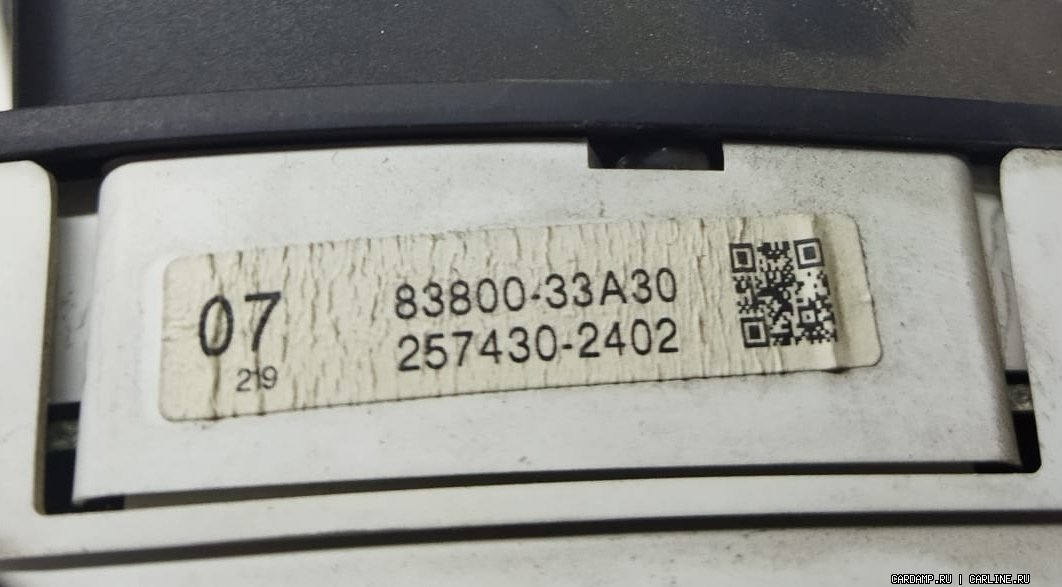 07
219
83800-33A30
257430-2402
CARDAMP.RU | CARLINE.RU